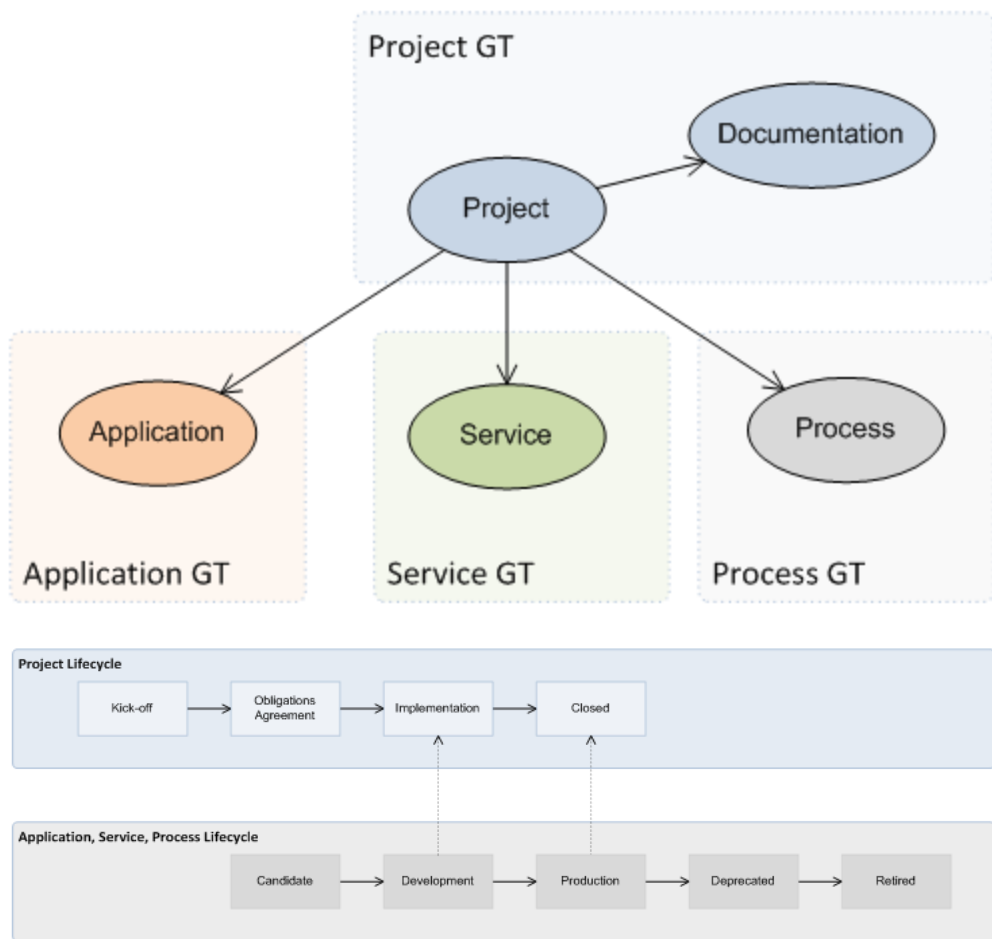 Project GT
Documentation
Project
Application
Service
Process
Application GT
Service GT
Process GT
Project Lifecycle
Kick-off
Obligations
Agreement
Implementation
Closed
Application, Service, Process Lifecycle
Candidate
Development
Production
Deprecated
Retired